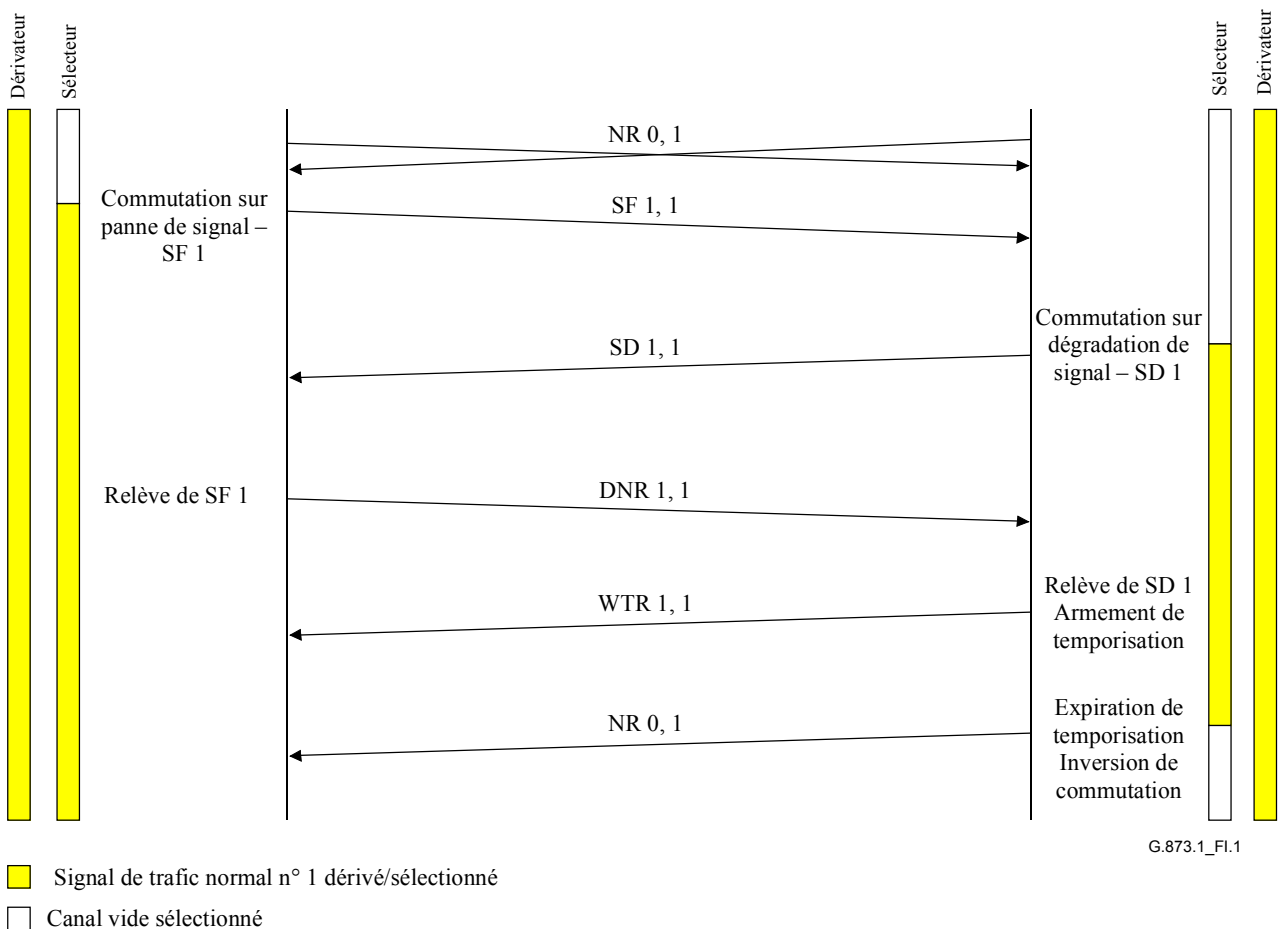 Dérivateur
Sélecteur
Sélecteur
Dérivateur
NR 0, 1
Commutation sur
panne de signal –
SF 1
SF 1, 1
Commutation sur
dégradation de
signal – SD 1
SD 1, 1
Relève de SF 1
DNR 1, 1
Relève de SD 1
Armement de
temporisation
WTR 1, 1
Expiration de
temporisation
Inversion de
commutation
NR 0, 1
G.873.1_FI.1
Signal de trafic normal n° 1 dérivé/sélectionné
Canal vide sélectionné